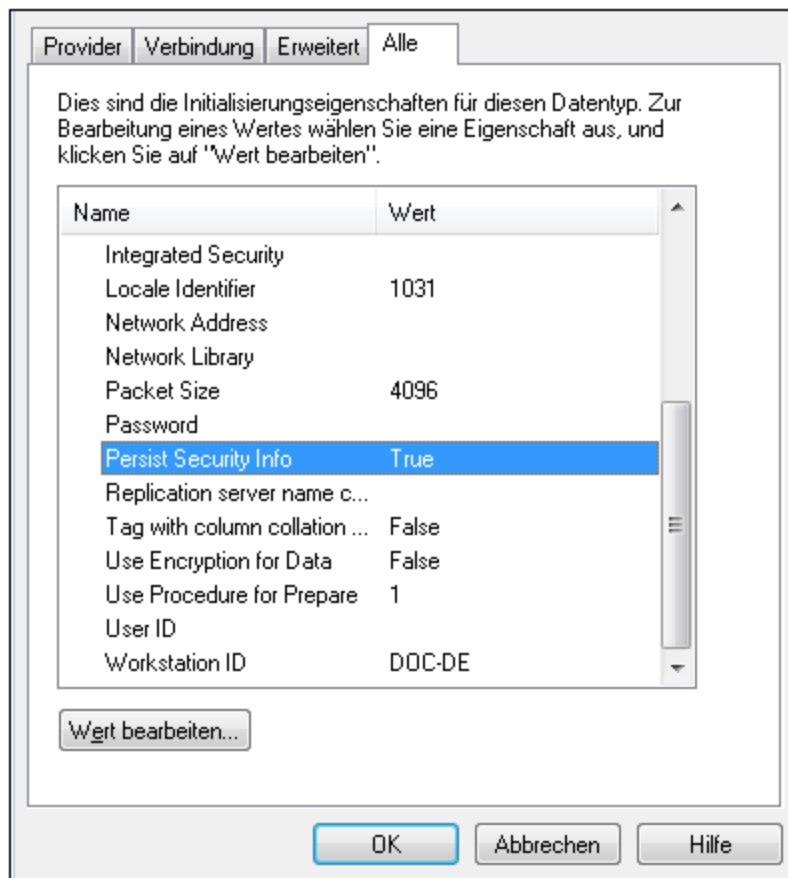 Provider Verbindung Erweitert Alle
Dies sind die Initialisierungseigenschaften für diesen Datentyp. Zur
Bearbeitung eines Wertes wählen Sie eine Eigenschaft aus, und
klicken Sie auf "Wert bearbeiten".
Name Wert
Integrated Security
Locale Identifier 1031
Network Address
Network Library
Packet Size 4096
Password
Persist Security Info True
Replication server name c...
Tag with column collation ... False
Use Encryption for Data False
Use Procedure for Prepare 1
User ID
Workstation ID DOC-DE
Wert bearbeiten...
OK Abbrechen Hilfe